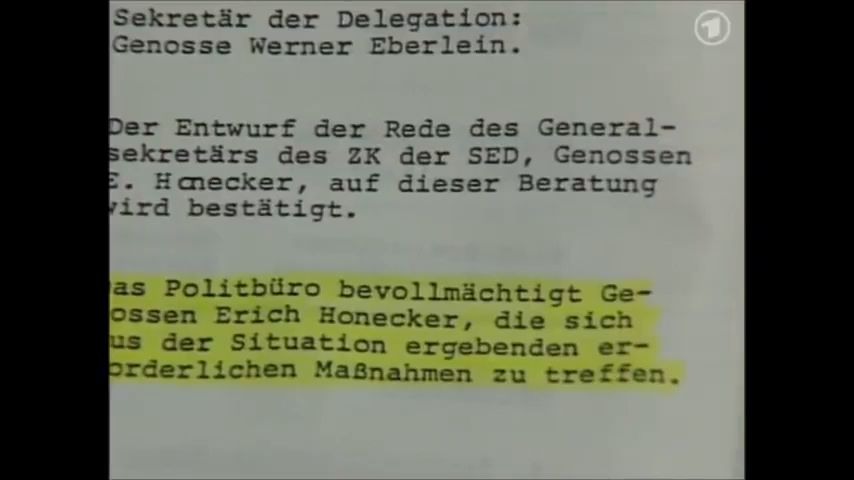 Sekretär der Delegation:
Genosse Werner Eberlein.
Der Entwurf der Rede des General-
sekretärs des ZK der SED, Genossen
E. Honecker, auf dieser Beratung
wird bestätigt.
as Politbüro bevollmächtigt Ge-
ossen Erich Honecker, die sich
us der Situation ergebenden er-
orderlichen Maßnahmen zu treffen.
1